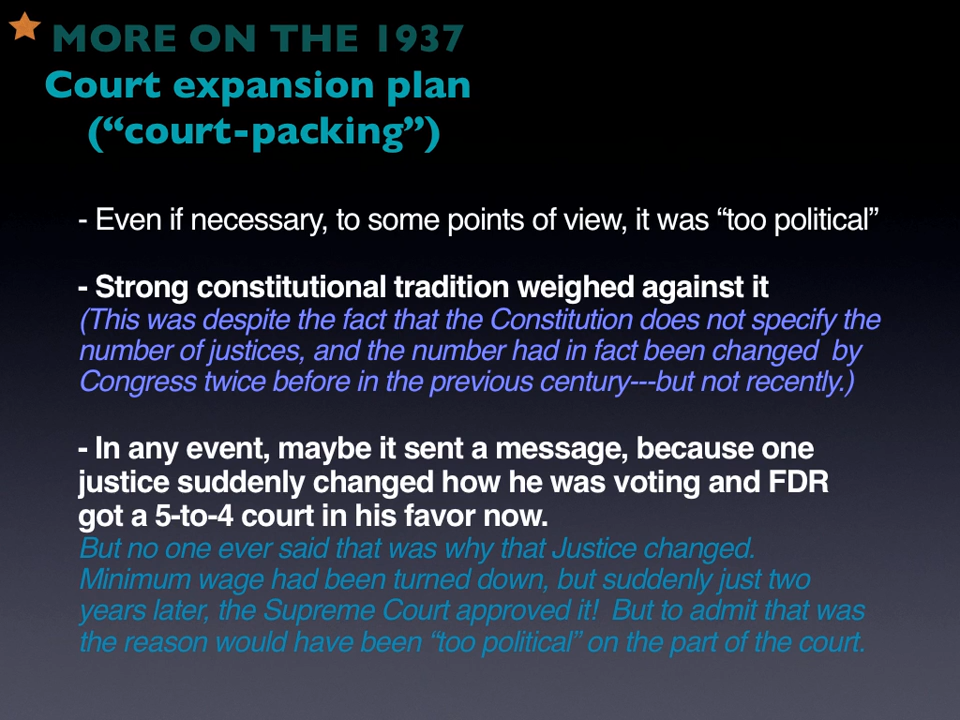 MORE ON THE 1937
Court expansion plan
(“court-packing”)
- Even if necessary, to some points of view, it was “too political”
- Strong constitutional tradition weighed against it
(This was despite the fact that the Constitution does not specify the
number of justices, and the number had in fact been changed  by
Congress twice before in the previous century---but not recently.)
- In any event, maybe it sent a message, because one
justice suddenly changed how he was voting and FDR
got a 5-to-4 court in his favor now.
But no one ever said that was why that Justice changed.
Minimum wage had been turned down, but suddenly just two
years later, the Supreme Court approved it!  But to admit that was
the reason would have been “too political” on the part of the court.